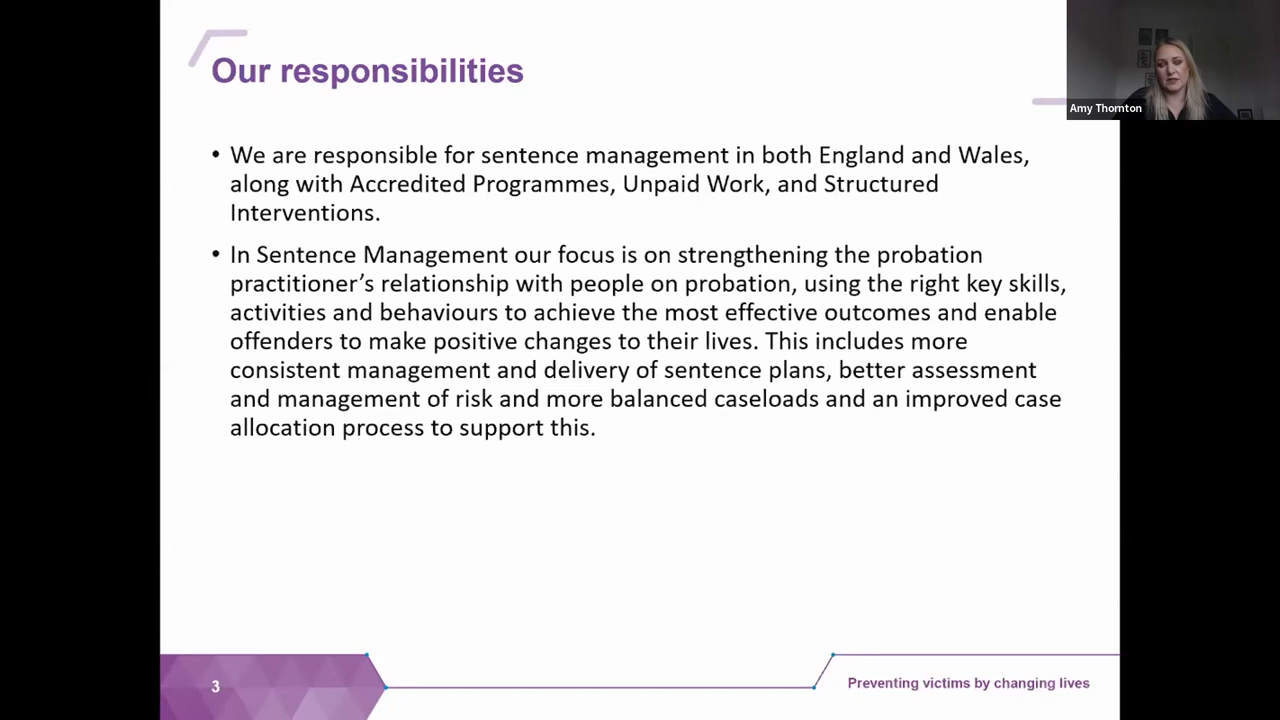 Our responsibilities
Amy Thornton
• We are responsible for sentence management in both England and Wales,
along with Accredited Programmes, Unpaid Work, and Structured
Interventions.
• In Sentence Management our focus is on strengthening the probation
practitioner’s relationship with people on probation, using the right key skills,
activities and behaviours to achieve the most effective outcomes and enable
offenders to make positive changes to their lives. This includes more
consistent management and delivery of sentence plans, better assessment
and management of risk and more balanced caseloads and an improved case
allocation process to support this.
3
Preventing victims by changing lives